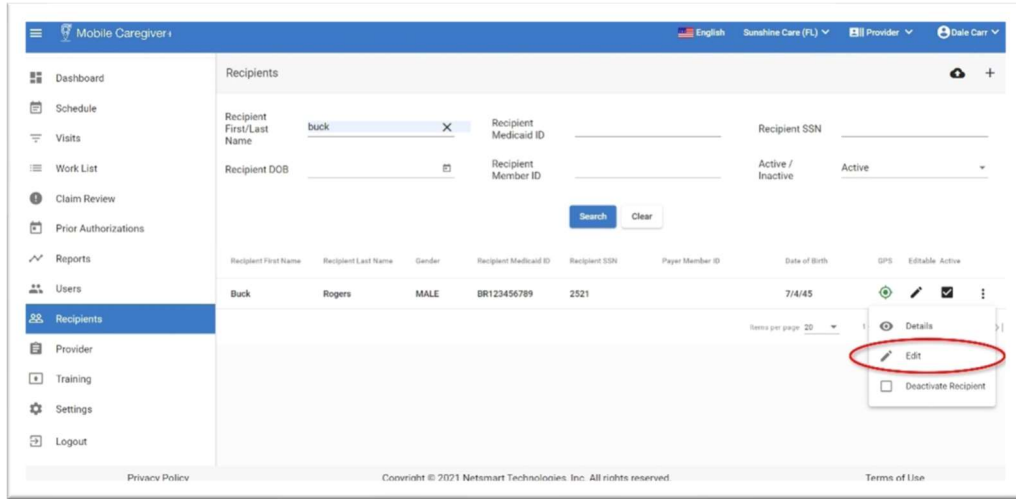 Mobile Caregiver+
English
Sunshine Care (FL)
Provider
Dale Carr
Dashboard
Schedule
Visits
Work List
Claim Review
Prior Authorizations
Reports
Users
Recipients
Provider
Training
Settings
Logout
Recipients
Recipient First/Last Name
buck
Recipient Medicaid ID
Recipient SSN
Recipient DOB
Recipient Member ID
Active / Inactive
Active
Search
Clear
Recipient First Name Recipient Last Name Gender Recipient Medicaid ID Recipient SSN Payer Member ID Date of Birth GPS Editable Active
Buck Rogers MALE BR123456789 2521 7/4/45
Items per page 20
Details
Edit
Deactivate Recipient
Privacy Policy
Copyright © 2021 Netsmart Technologies, Inc. All rights reserved.
Terms of Use